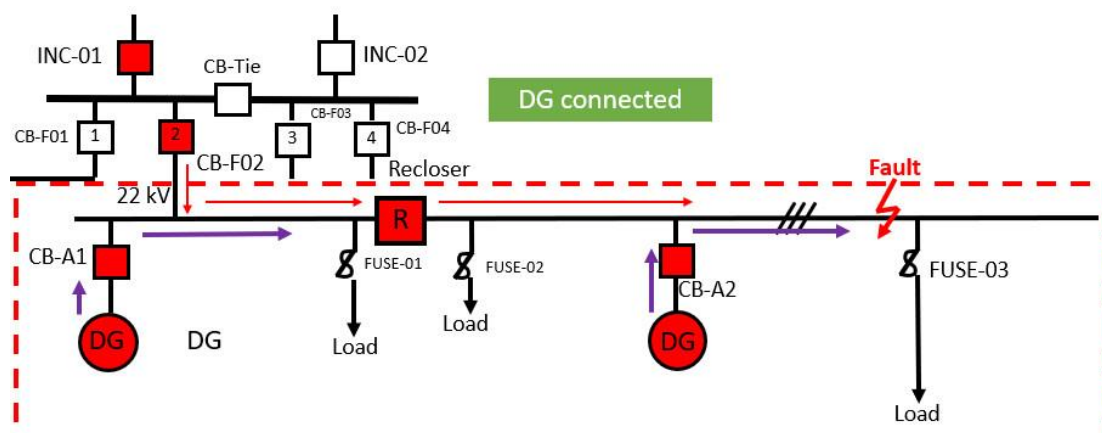 INC-01
INC-02
CB-Tie
DG connected
CB-F01
1
2
CB-F02
CB-F03
3
4
CB-F04
Recloser
Fault
22 kV
R
CB-A1
FUSE-01
FUSE-02
CB-A2
FUSE-03
DG
DG
Load
Load
DG
Load